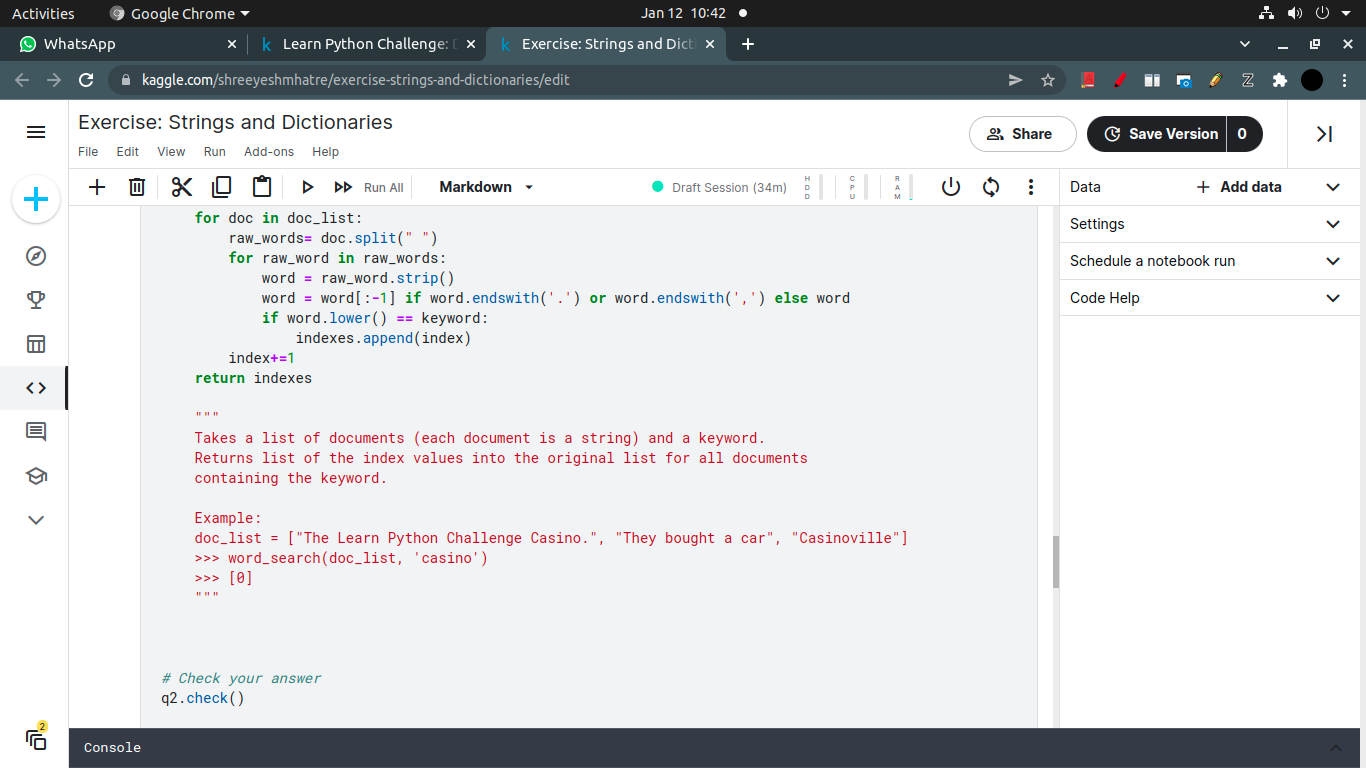 Activities
Google Chrome
Jan 12 10:42
WhatsApp
Learn Python Challenge:
Exercise: Strings and Dicti
kaggle.com/shreeyeshmhatre/exercise-strings-and-dictionaries/edit
Exercise: Strings and Dictionaries
File Edit View Run Add-ons Help
Share
Save Version 0
Run All
Markdown
Draft Session (34m)
HDD
CPU
RAM
Data
+ Add data
Settings
Schedule a notebook run
Code Help
for doc in doc_list:
raw_words= doc.split(" ")
for raw_word in raw_words:
word = raw_word.strip()
word = word[:-1] if word.endswith('.') or word.endswith(',') else word
if word.lower() == keyword:
indexes.append(index)
index+=1
return indexes
"""
Takes a list of documents (each document is a string) and a keyword.
Returns list of the index values into the original list for all documents
containing the keyword.
Example:
doc_list = ["The Learn Python Challenge Casino.", "They bought a car", "Casinoville"]
>>> word_search(doc_list, 'casino')
>>> [0]
"""
# Check your answer
q2.check()
2
Console